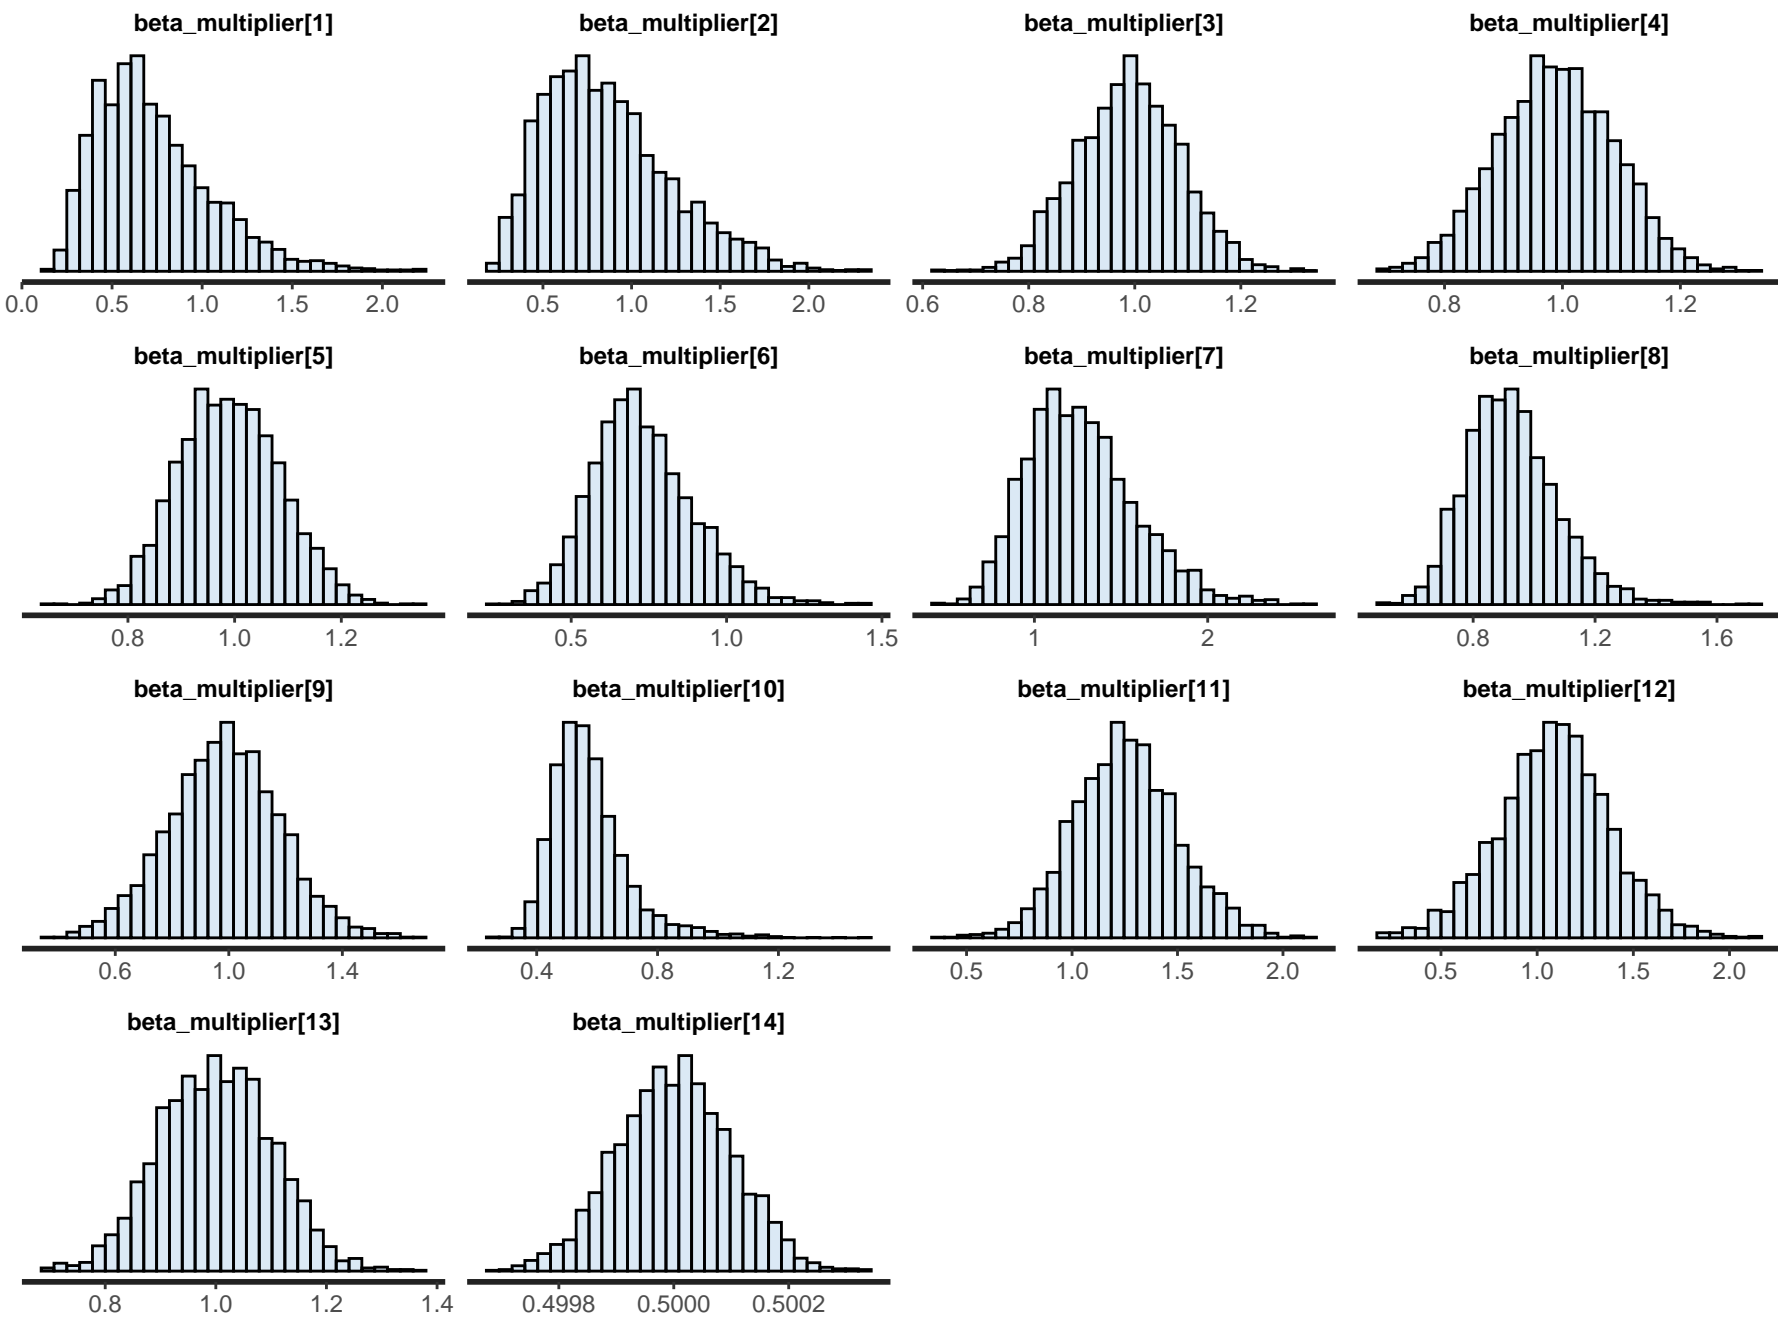 beta_multiplier[1] beta_multiplier[2] beta_multiplier[3] beta_multiplier[4]
0.0 0.5 1.0 1.5 2.0 0.5 1.0 1.5 2.0 0.6 0.8 1.0 1.2 0.8 1.0 1.2
beta_multiplier[5] beta_multiplier[6] beta_multiplier[7] beta_multiplier[8]
0.8 1.0 1.2 0.5 1.0 1.5 1 2 0.8 1.2 1.6
beta_multiplier[9] beta_multiplier[10] beta_multiplier[11] beta_multiplier[12]
0.6 1.0 1.4 0.4 0.8 1.2 0.5 1.0 1.5 2.0 0.5 1.0 1.5 2.0
beta_multiplier[13] beta_multiplier[14]
0.8 1.0 1.2 1.4 0.4998 0.5000 0.5002